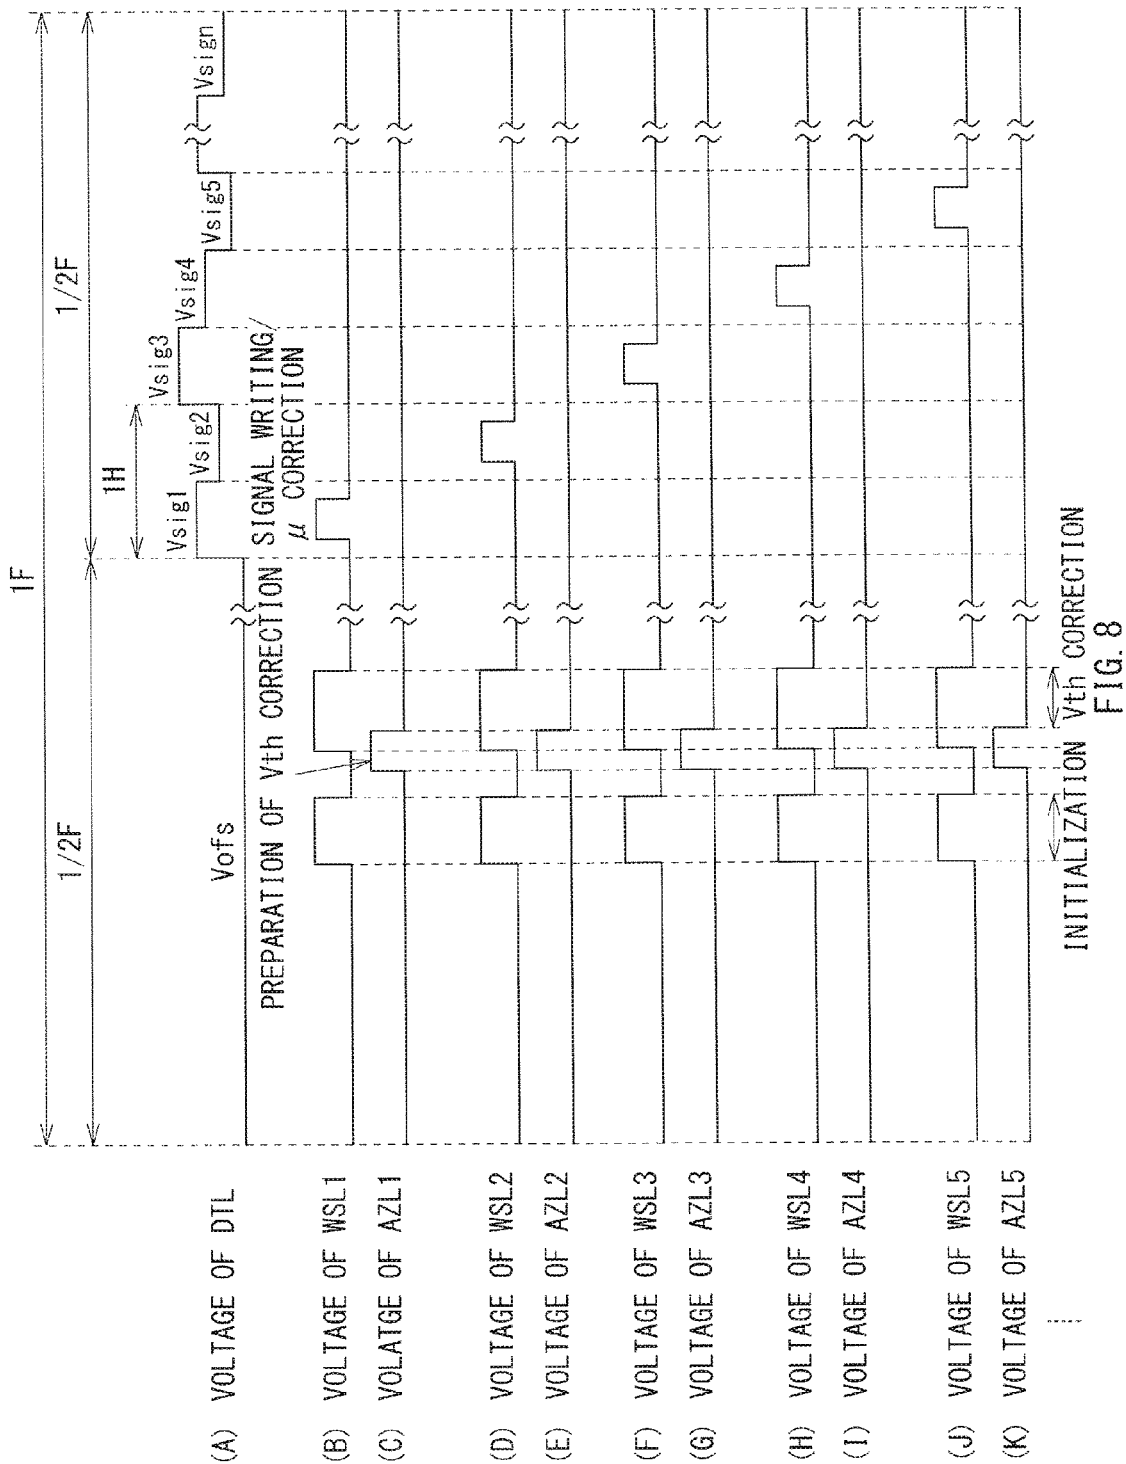 1F
1/2F
1/2F
1H
Vofs
Vsig1
Vsig2
Vsig3
Vsig4
Vsig5
Vsign
PREPARATION OF Vth CORRECTION
SIGNAL WRITING/
μ CORRECTION
(A) VOLTAGE OF DTL
(B) VOLTAGE OF WSL1
(C) VOLATGE OF AZL1
(D) VOLTAGE OF WSL2
(E) VOLTAGE OF AZL2
(F) VOLTAGE OF WSL3
(G) VOLTAGE OF AZL3
(H) VOLTAGE OF WSL4
(I) VOLTAGE OF AZL4
(J) VOLTAGE OF WSL5
(K) VOLTAGE OF AZL5
INITIALIZATION Vth CORRECTION
FIG. 8